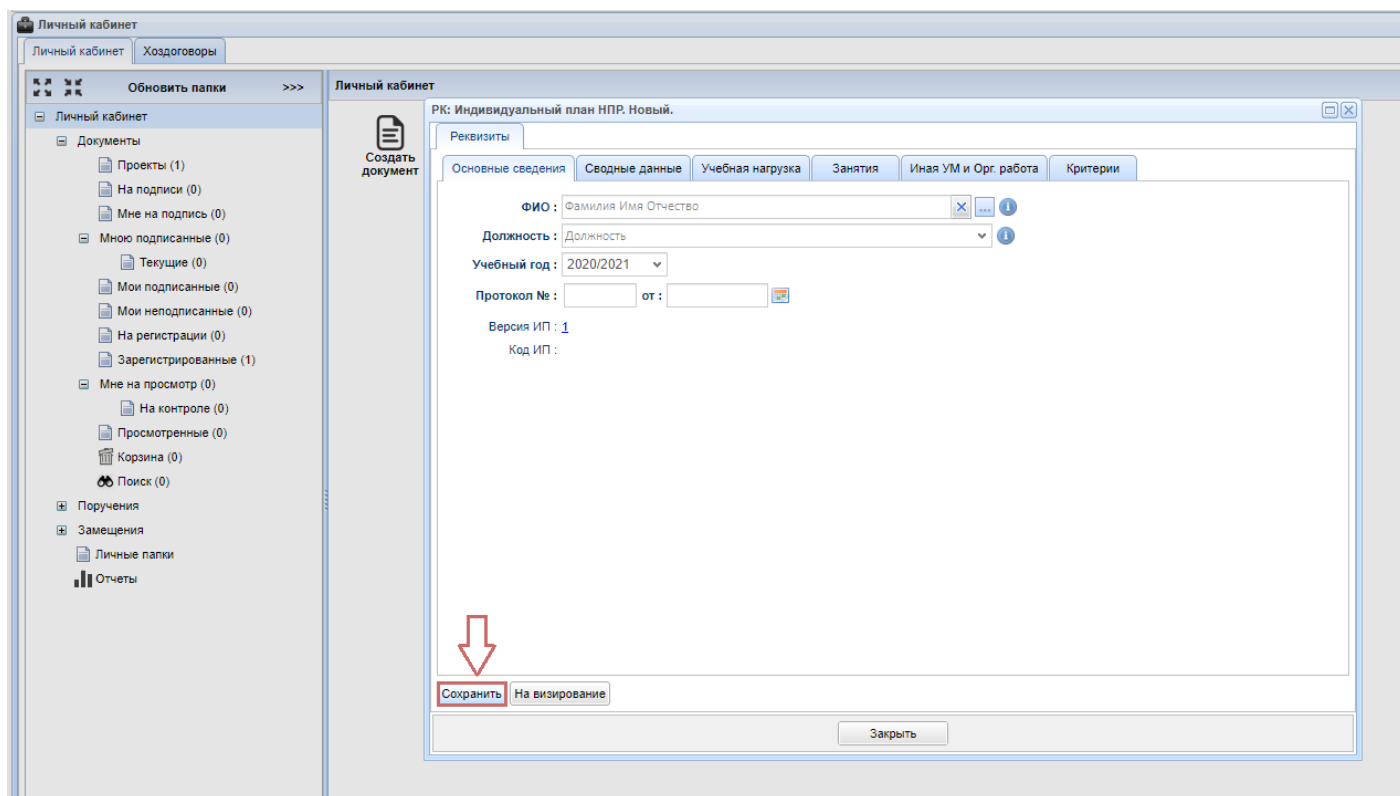 Личный кабинет
Личный кабинет Хоздоговоры
Обновить папки >>>
Личный кабинет
Документы
Проекты (1)
На подписи (0)
Мне на подпись (0)
Мною подписанные (0)
Текущие (0)
Мои подписанные (0)
Мои неподписанные (0)
На регистрации (0)
Зарегистрированные (1)
Мне на просмотр (0)
На контроле (0)
Просмотренные (0)
Корзина (0)
Поиск (0)
Поручения
Замещения
Личные папки
Отчеты
Личный кабинет
Создать
документ
РК: Индивидуальный план НПР. Новый.
Реквизиты
Основные сведения Сводные данные Учебная нагрузка Занятия Иная УМ и Орг. работа Критерии
ФИО : Фамилия Имя Отчество ...
Должность : Должность
Учебный год : 2020/2021
Протокол № : от :
Версия ИП : 1
Код ИП :
Сохранить На визирование
Закрыть